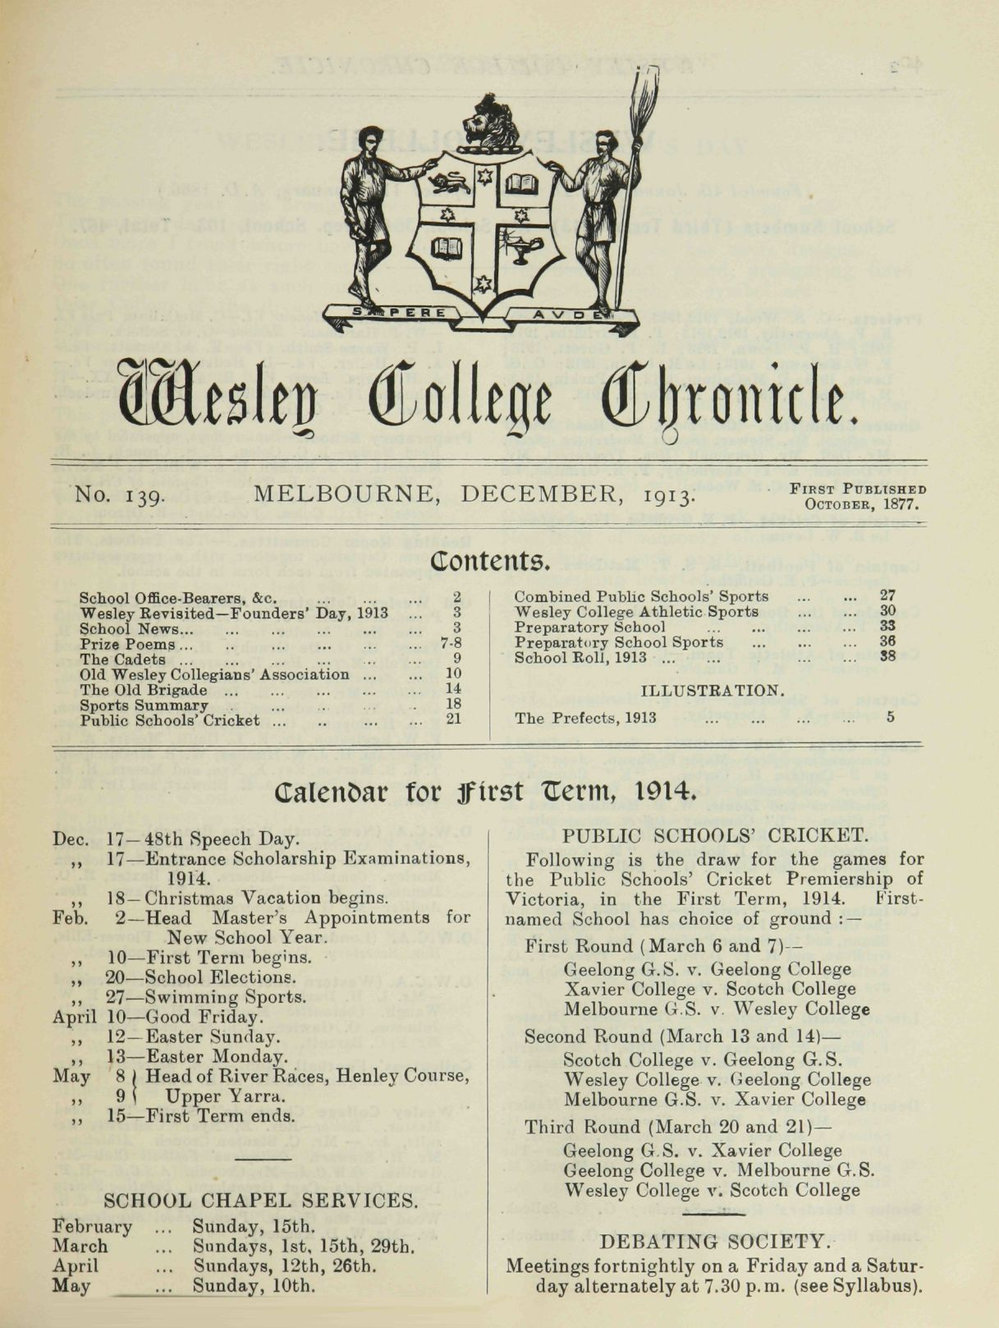 SAPERE AVDE
Wesley College Chronicle.
No. 139. MELBOURNE, DECEMBER, 1913. FIRST PUBLISHED
OCTOBER, 1877.
Contents.
School Office-Bearers, &c. ... ... ... 2
Wesley Revisited—Founders' Day, 1913 ... 3
School News... ... ... ... ... ... 3
Prize Poems ... .. ... ... ... ... 7-8
The Cadets ... ... ... ... ... ... 9
Old Wesley Collegians' Association ... ... 10
The Old Brigade ... ... ... ... ... 14
Sports Summary . ... .. . . 18
Public Schools' Cricket ... .. ... ... 21
Combined Public Schools' Sports ... ... 27
Wesley College Athletic Sports ... ... 30
Preparatory School ... ... ... ... 33
Preparatory School Sports ... ... ... 36
School Roll, 1913 ... ... ... ... 38
ILLUSTRATION.
The Prefects, 1913 ... ... ... ... 5
Calendar for First Term, 1914.
Dec. 17—48th Speech Day.
,, 17—Entrance Scholarship Examinations,
1914.
,, 18—Christmas Vacation begins.
Feb. 2—Head Master's Appointments for
New School Year.
,, 10—First Term begins.
,, 20—School Elections.
,, 27—Swimming Sports.
April 10—Good Friday.
,, 12—Easter Sunday.
,, 13—Easter Monday.
May 8 } Head of River Races, Henley Course,
,, 9 } Upper Yarra.
,, 15—First Term ends.
SCHOOL CHAPEL SERVICES.
February ... Sunday, 15th.
March ... Sundays, 1st, 15th, 29th.
April ... Sundays, 12th, 26th.
May ... Sunday, 10th.
PUBLIC SCHOOLS' CRICKET.
Following is the draw for the games for
the Public Schools' Cricket Premiership of
Victoria, in the First Term, 1914. First-
named School has choice of ground :—
First Round (March 6 and 7)—
Geelong G.S. v. Geelong College
Xavier College v. Scotch College
Melbourne G.S. v. Wesley College
Second Round (March 13 and 14)—
Scotch College v. Geelong G.S.
Wesley College v. Geelong College
Melbourne G.S. v. Xavier College
Third Round (March 20 and 21)—
Geelong G.S. v. Xavier College
Geelong College v. Melbourne G.S.
Wesley College v. Scotch College
DEBATING SOCIETY.
Meetings fortnightly on a Friday and a Satur-
day alternately at 7.30 p.m. (see Syllabus).